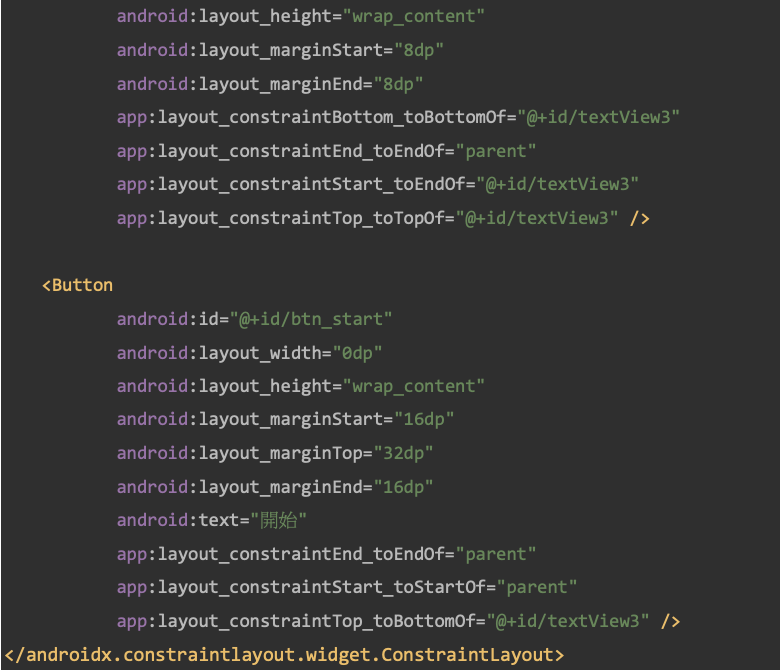 android:layout_height="wrap_content"
android:layout_marginStart="8dp"
android:layout_marginEnd="8dp"
app:layout_constraintBottom_toBottomOf="@+id/textView3"
app:layout_constraintEnd_toEndOf="parent"
app:layout_constraintStart_toEndOf="@+id/textView3"
app:layout_constraintTop_toTopOf="@+id/textView3" />
<Button
android:id="@+id/btn_start"
android:layout_width="0dp"
android:layout_height="wrap_content"
android:layout_marginStart="16dp"
android:layout_marginTop="32dp"
android:layout_marginEnd="16dp"
android:text="開始"
app:layout_constraintEnd_toEndOf="parent"
app:layout_constraintStart_toStartOf="parent"
app:layout_constraintTop_toBottomOf="@+id/textView3" />
</androidx.constraintlayout.widget.ConstraintLayout>